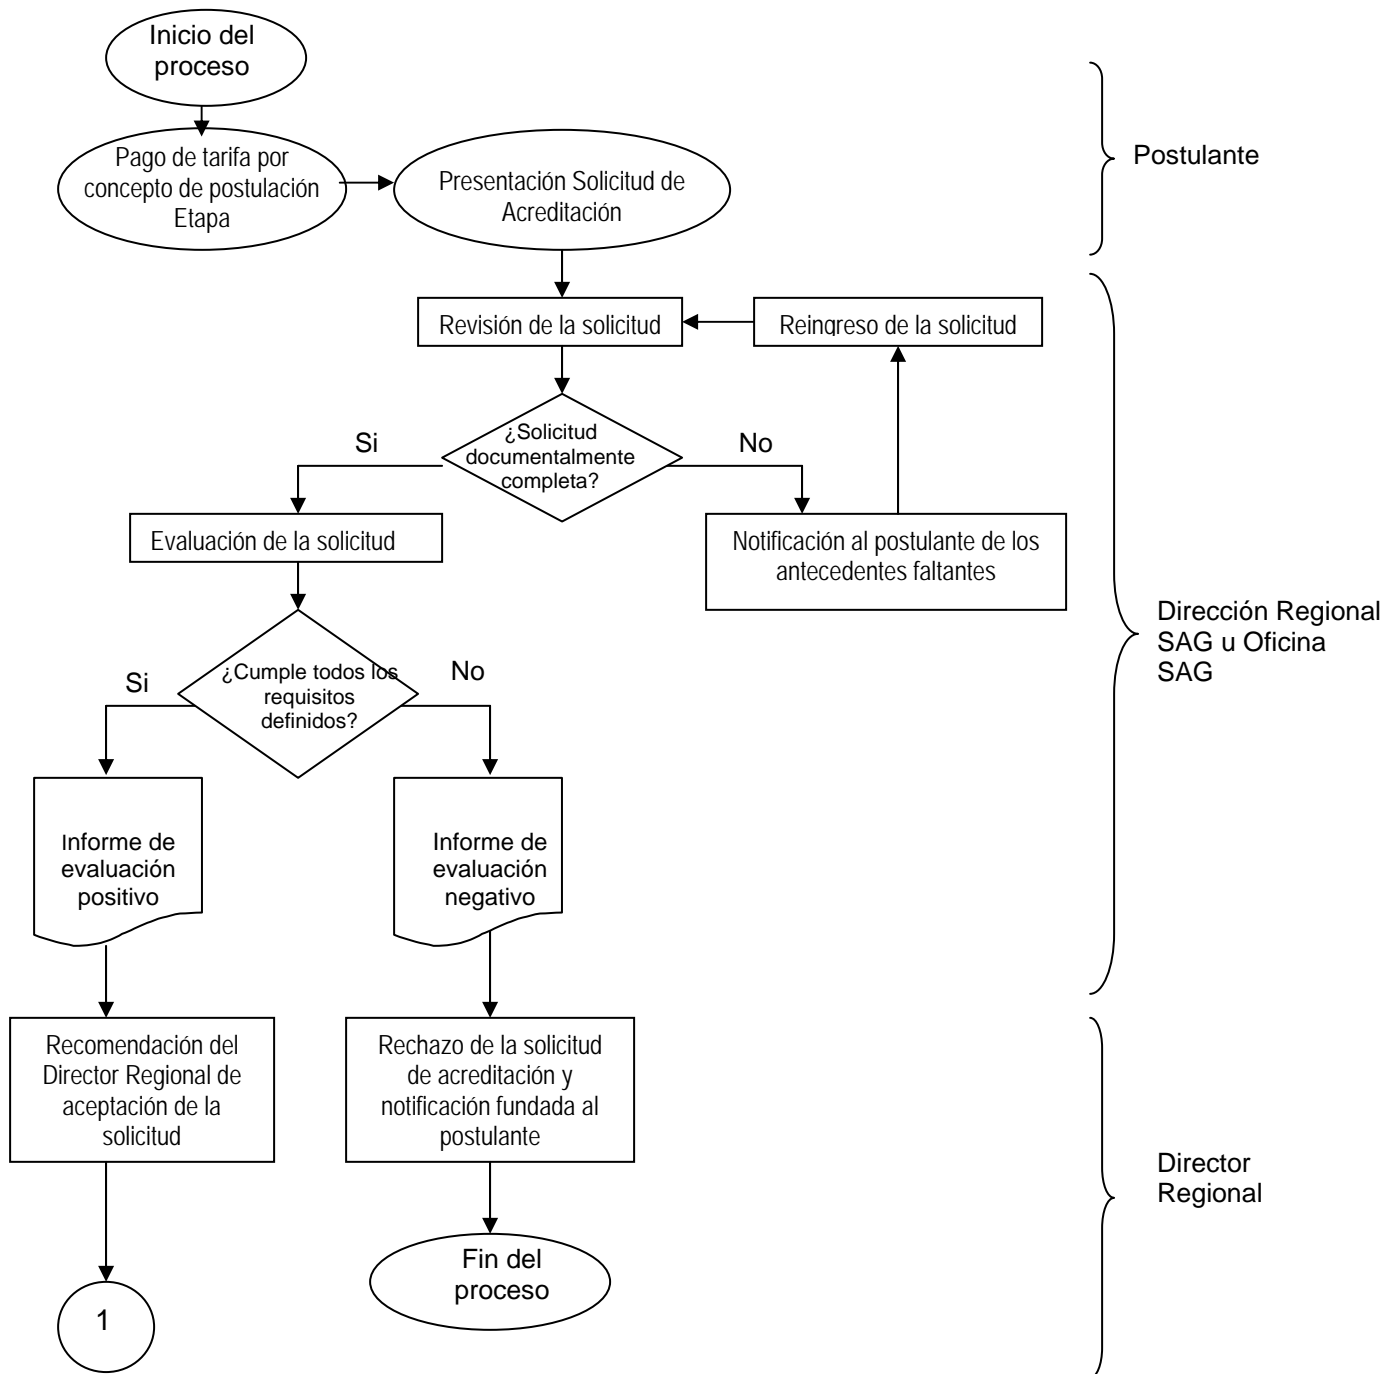 Inicio del
proceso
Pago de tarifa por
concepto de postulación
Etapa
Presentación Solicitud de
Acreditación
Postulante
Revisión de la solicitud
Reingreso de la solicitud
¿Solicitud
documentalmente
completa?
Si
No
Evaluación de la solicitud
Notificación al postulante de los
antecedentes faltantes
Dirección Regional
SAG u Oficina
SAG
¿Cumple todos los
requisitos
definidos?
Si
No
Informe de
evaluación
positivo
Informe de
evaluación
negativo
Recomendación del
Director Regional de
aceptación de la
solicitud
Rechazo de la solicitud
de acreditación y
notificación fundada al
postulante
Director
Regional
Fin del
proceso
1